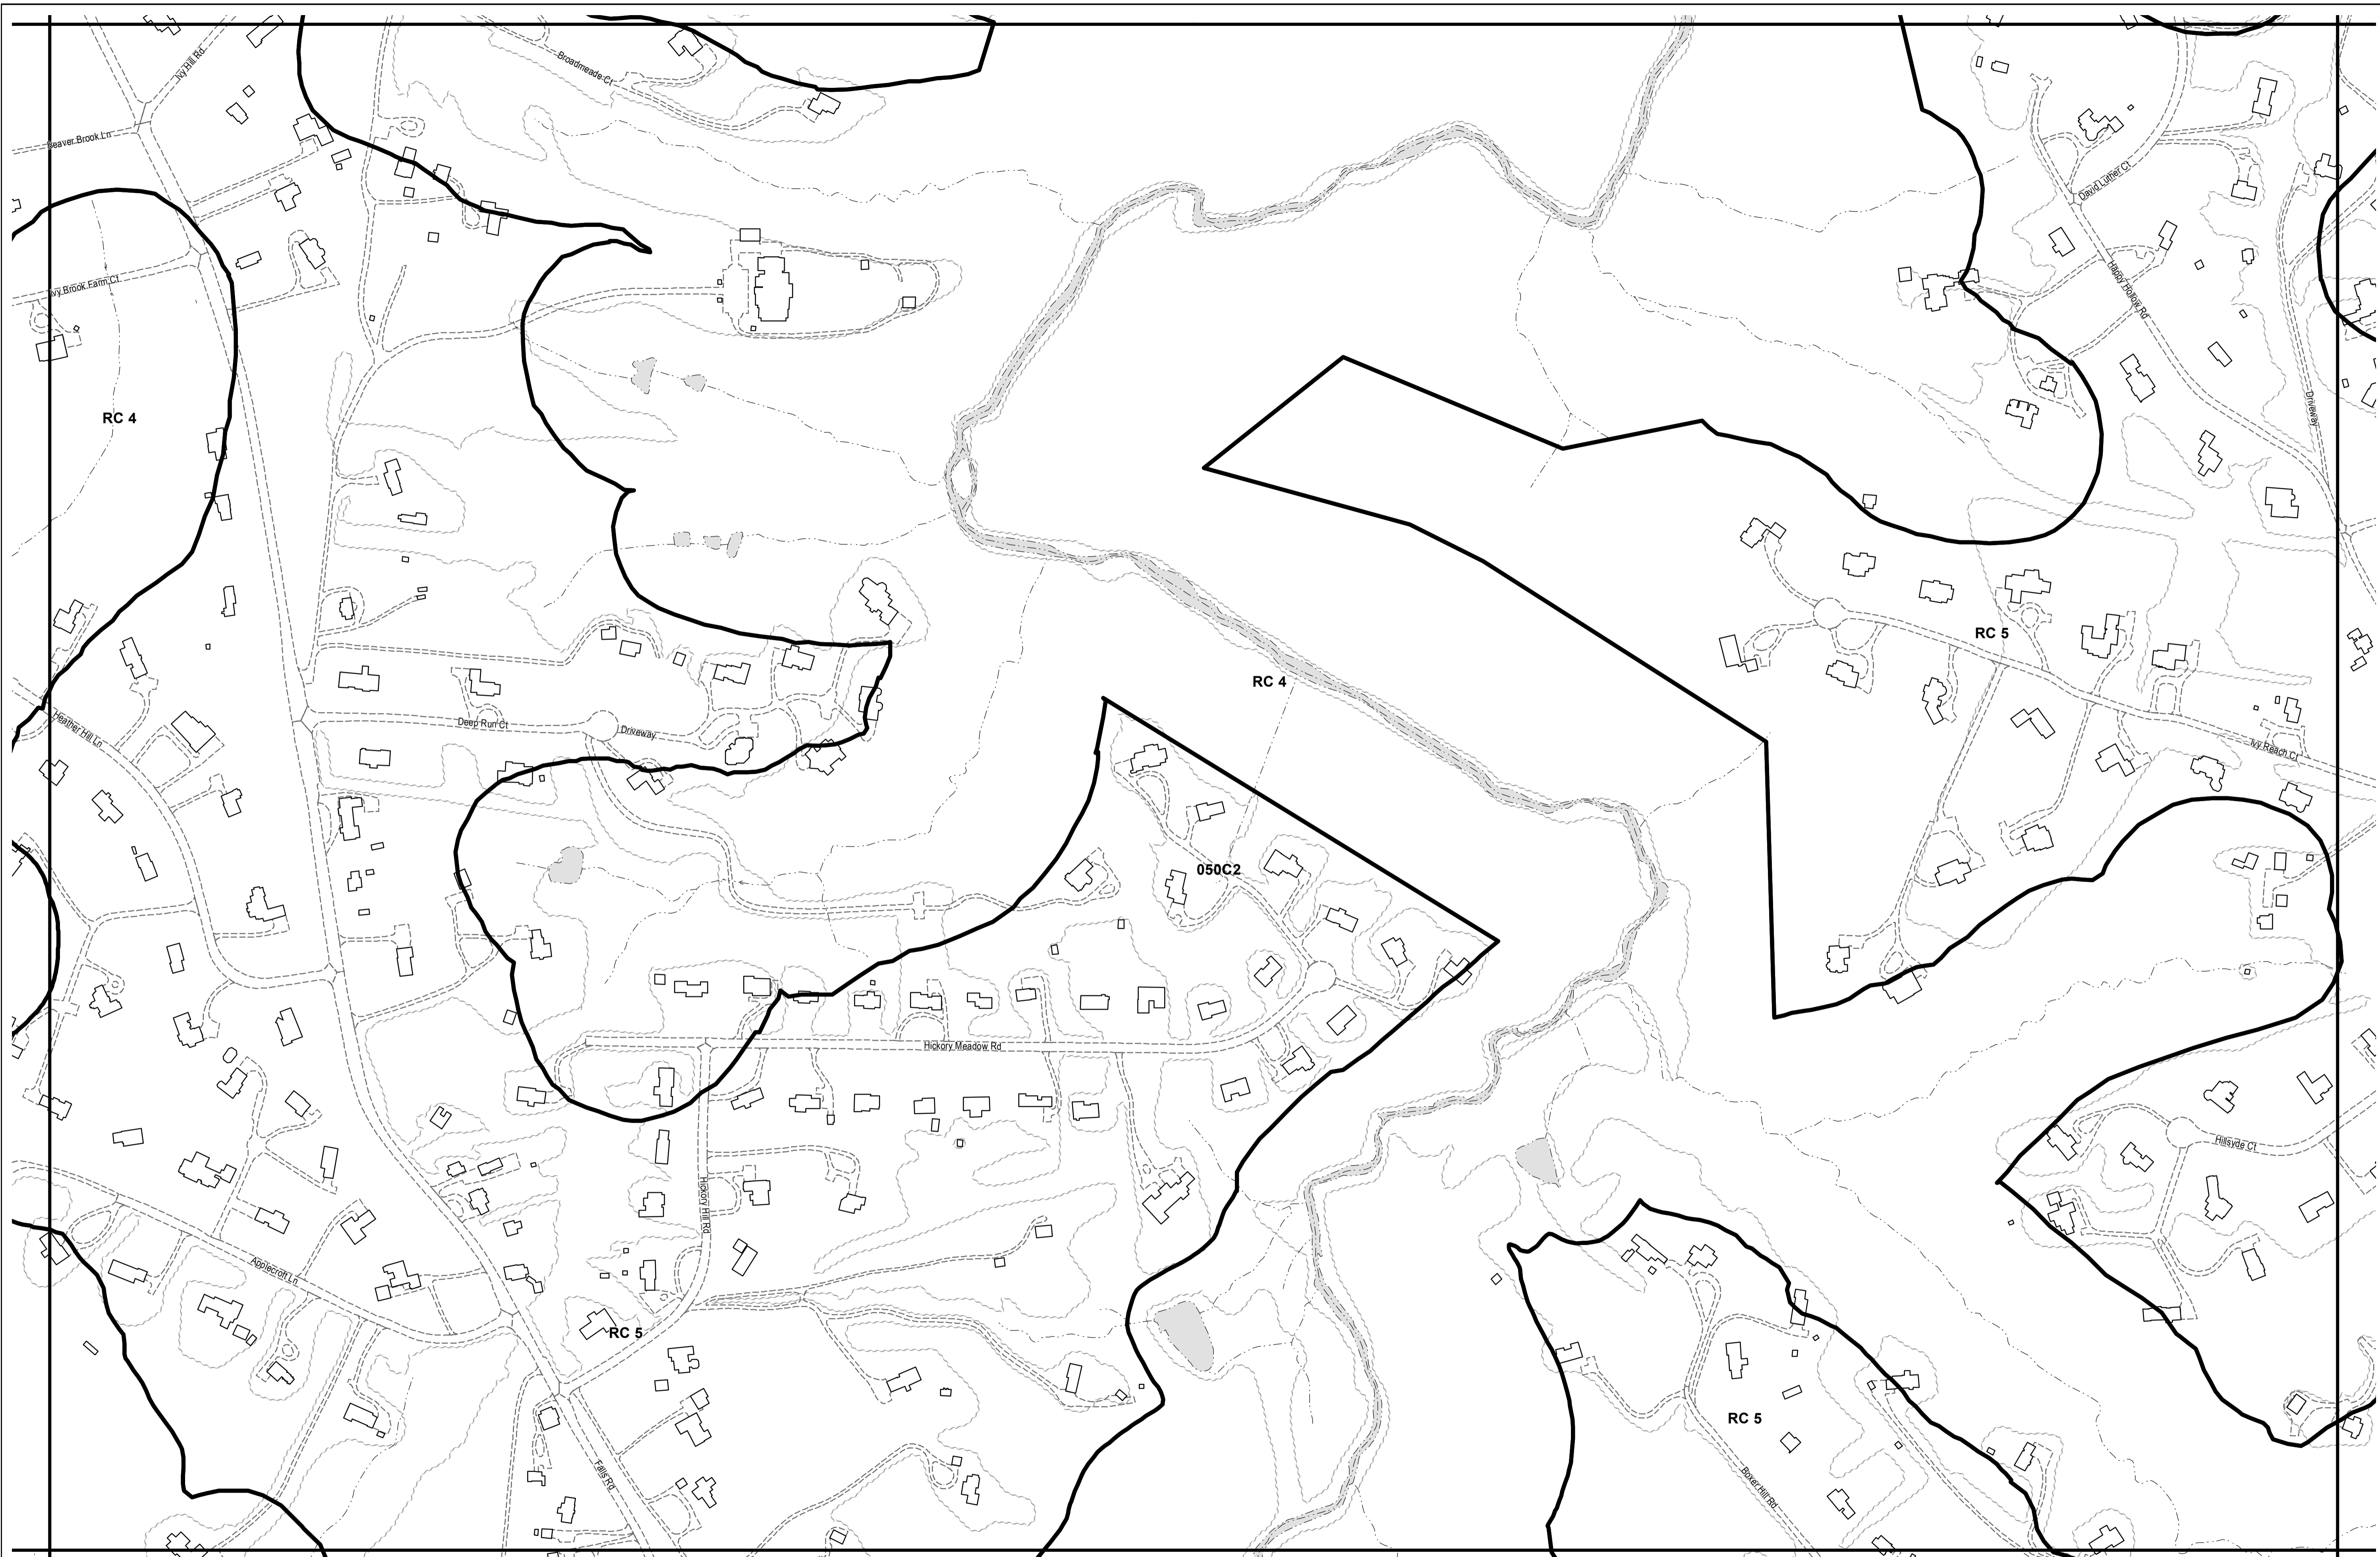 Ivy Hill Rd
Broadmeade Ct
Beaver Brook Ln
David Luther Ct
Ivy Brook Farm Ct
Happy Hollow Rd
RC 4
Driveway
RC 5
RC 4
Heather Hill Ln
Deep Run Ct
Driveway
Ivy Reach Ct
050C2
Hickory Meadow Rd
Hillsyde Ct
Hickory Hill Rd
Applecroft Ln
RC 5
RC 5
Falls Rd
Boxer Hill Rd